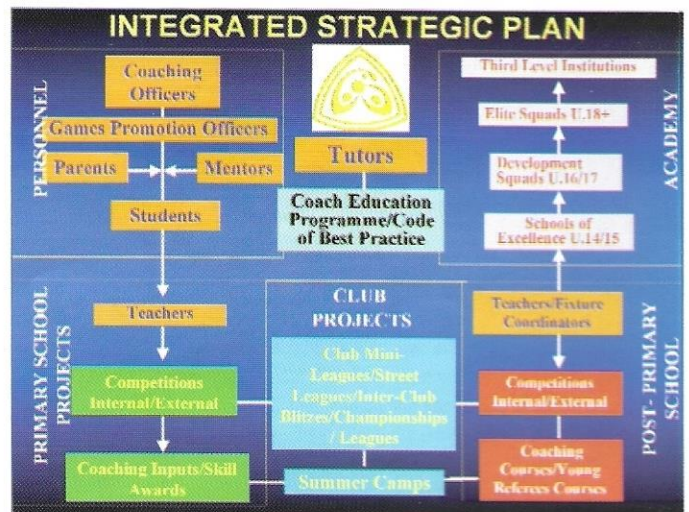 INTEGRATED STRATEGIC PLAN
PERSONNEL
Coaching
Officers
Games Promotion Officers
Parents
Mentors
Students
Tutors
Coach Education
Programme/Code
of Best Practice
ACADEMY
Third Level Institutions
Elite Squads U.18+
Development
Squads U.16/17
Schools of
Excellence U.14/15
PRIMARY SCHOOL
PROJECTS
Teachers
Competitions
Internal/External
Coaching Inputs/Skill
Awards
CLUB
PROJECTS
Club Mini-
Leagues/Street
Leagues/Inter-Club
Blitzes/Championships
/ Leagues
Summer Camps
POST- PRIMARY
SCHOOL
Teachers/Fixture
Coordinators
Competitions
Internal/External
Coaching
Courses/Young
Referees Courses